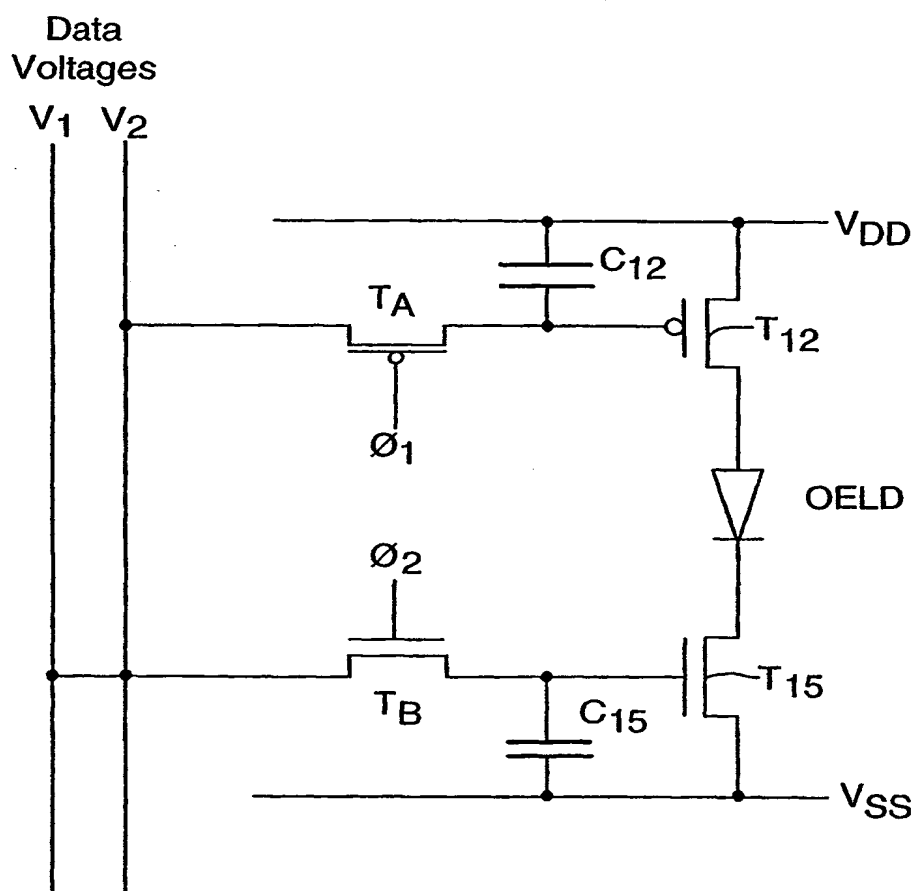 Data
Voltages
V1 V2
VDD
C12
TA
T12
Ø1
OELD
Ø2
T15
TB
C15
VSS